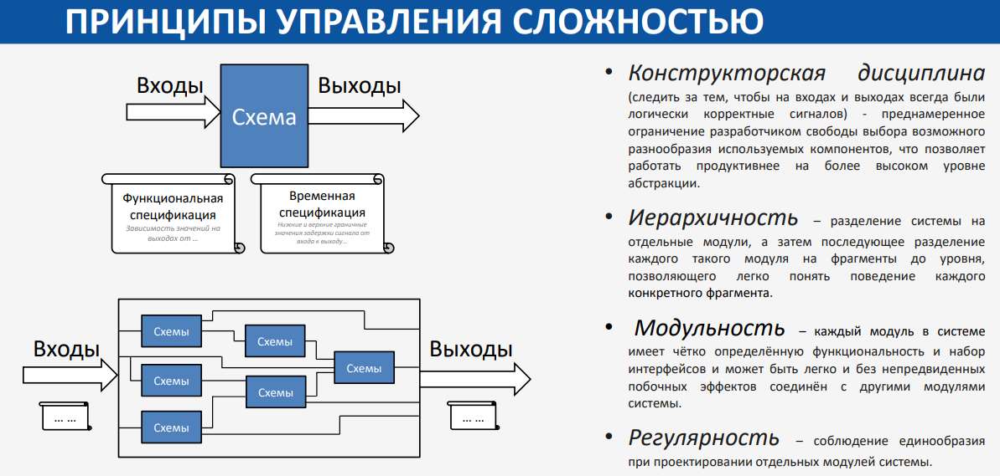 ПРИНЦИПЫ УПРАВЛЕНИЯ СЛОЖНОСТЬЮ
Входы
Схема
Выходы
Функциональная
спецификация
Зависимость значений на
выходах от ...
Временная
спецификация
Нижние и верхние граничные
значения задержки сигнала от
входа к выходу...
Входы
... ...
Схемы
Схемы
Схемы
Схемы
Схемы
Схемы
Выходы
... ...
• Конструкторская дисциплина
(следить за тем, чтобы на входах и выходах всегда были
логически корректные сигналов) - преднамеренное
ограничение разработчиком свободы выбора возможного
разнообразия используемых компонентов, что позволяет
работать продуктивнее на более высоком уровне
абстракции.
• Иерархичность – разделение системы на
отдельные модули, а затем последующее разделение
каждого такого модуля на фрагменты до уровня,
позволяющего легко понять поведение каждого
конкретного фрагмента.
• Модульность – каждый модуль в системе
имеет чётко определённую функциональность и набор
интерфейсов и может быть легко и без непредвиденных
побочных эффектов соединён с другими модулями
системы.
• Регулярность – соблюдение единообразия
при проектировании отдельных модулей системы.